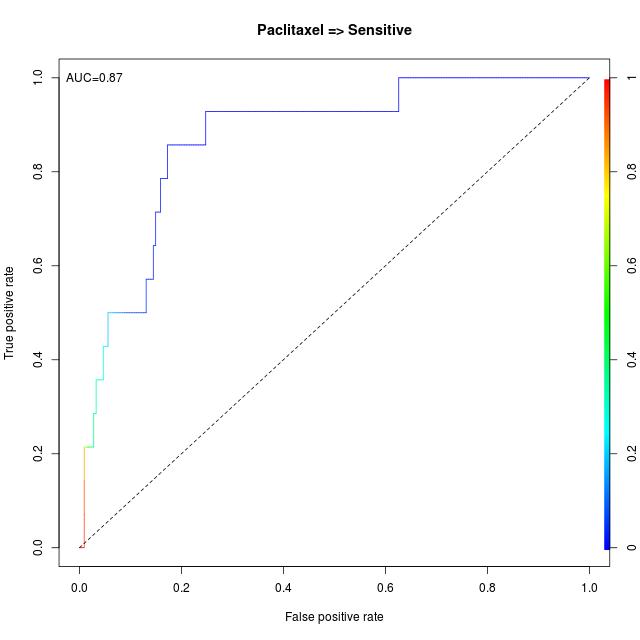 Paclitaxel => Sensitive
AUC=0.87
True positive rate
1.0
0.8
0.6
0.4
0.2
0.0
1
0.8
0.6
0.4
0.2
0
0.0 0.2 0.4 0.6 0.8 1.0
False positive rate